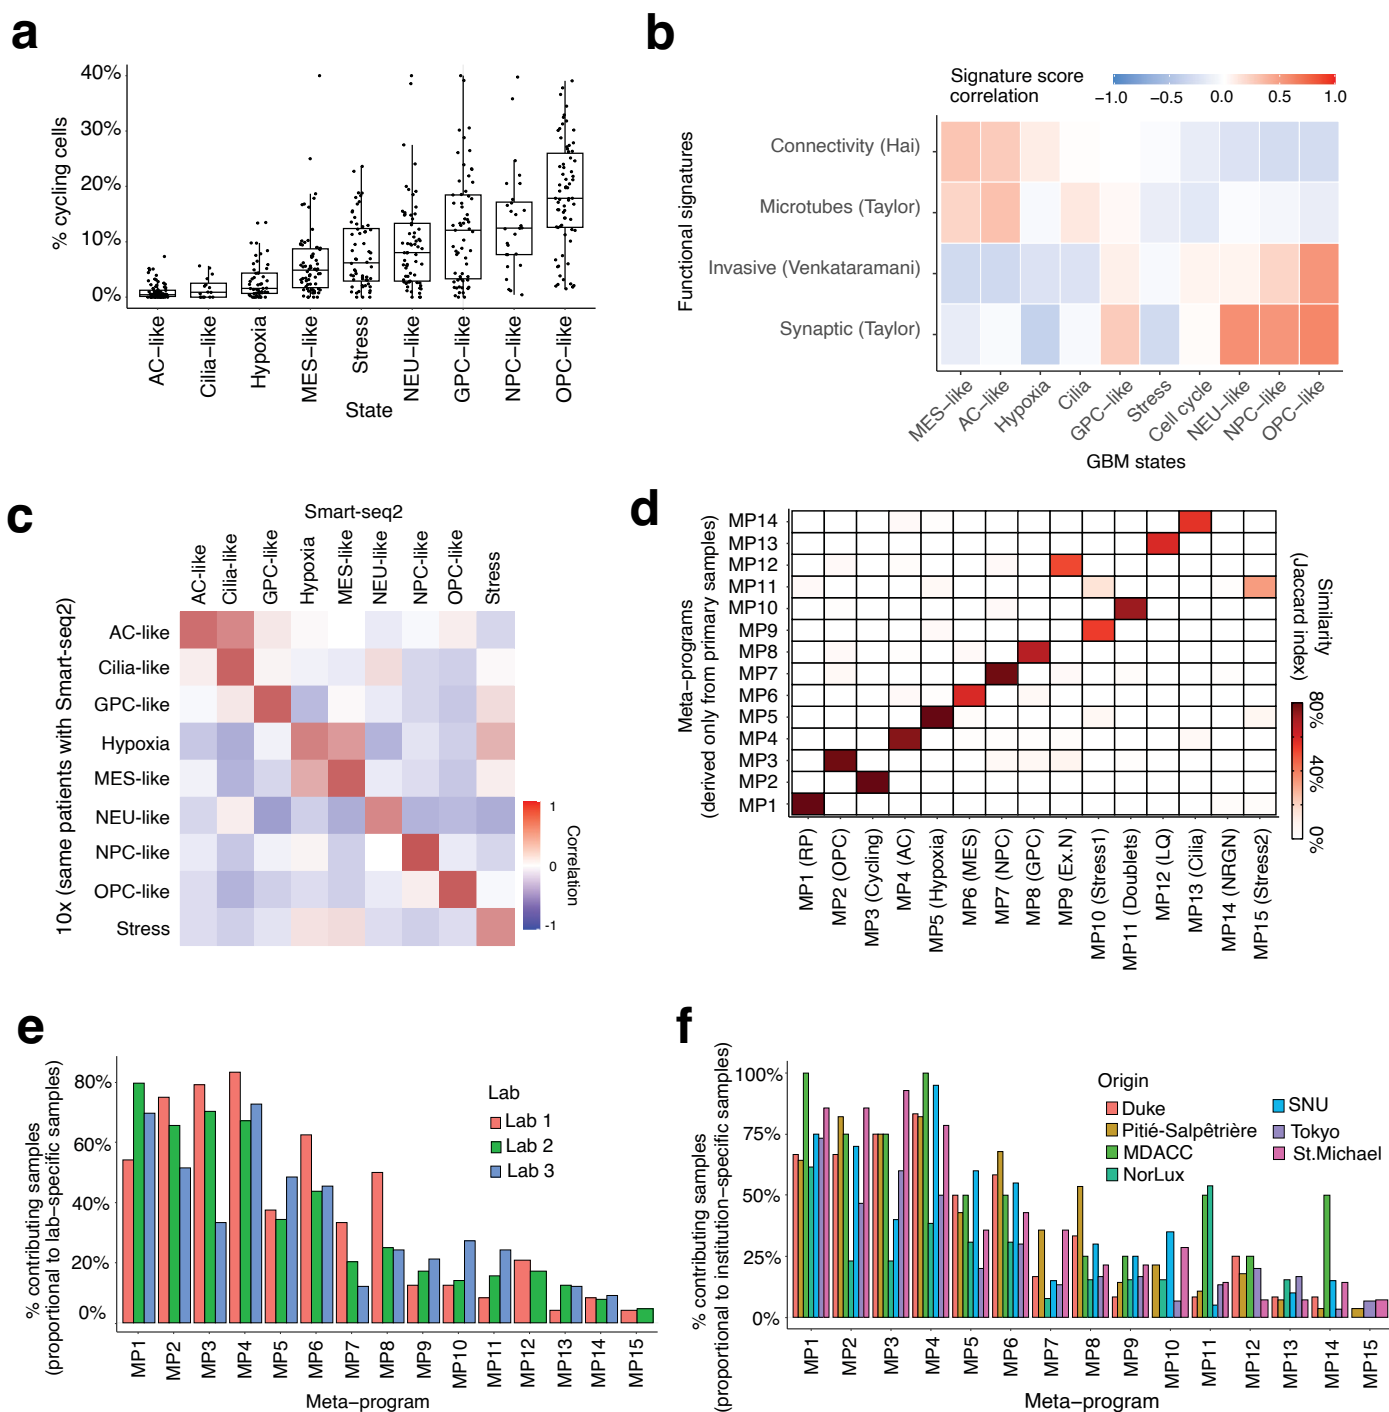 a
40%
30%
20%
10%
0%
% cycling cells
AC−like
Cilia−like
Hypoxia
MES−like
Stress
NEU−like
GPC−like
NPC−like
OPC−like
State
b
Signature score
correlation
−1.0
−0.5
0.0
0.5
1.0
Functional signatures
Connectivity (Hai)
Microtubes (Taylor)
Invasive (Venkataramani)
Synaptic (Taylor)
MES−like
AC−like
Hypoxia
Cilia
GPC−like
Stress
Cell cycle
NEU−like
NPC−like
OPC−like
GBM states
c
Smart-seq2
AC-like
Cilia-like
GPC-like
Hypoxia
MES-like
NEU-like
NPC-like
OPC-like
Stress
10x (same patients with Smart-seq2)
AC-like
Cilia-like
GPC-like
Hypoxia
MES-like
NEU-like
NPC-like
OPC-like
Stress
1
0
-1
Correlation
d
Meta−programs
(derived only from primary samples)
MP14
MP13
MP12
MP11
MP10
MP9
MP8
MP7
MP6
MP5
MP4
MP3
MP2
MP1
MP1 (RP)
MP2 (OPC)
MP3 (Cycling)
MP4 (AC)
MP5 (Hypoxia)
MP6 (MES)
MP7 (NPC)
MP8 (GPC)
MP9 (Ex.N)
MP10 (Stress1)
MP11 (Doublets)
MP12 (LQ)
MP13 (Cilia)
MP14 (NRGN)
MP15 (Stress2)
Similarity
(Jaccard index)
80%
40%
0%
e
% contributing samples
(proportional to lab−specific samples)
80%
60%
40%
20%
0%
Lab
Lab 1
Lab 2
Lab 3
MP1
MP2
MP3
MP4
MP5
MP6
MP7
MP8
MP9
MP10
MP11
MP12
MP13
MP14
MP15
Meta−program
f
% contributing samples
(proportional to institution−specific samples)
100%
75%
50%
25%
0%
Origin
Duke
Pitié-Salpêtrière
MDACC
NorLux
SNU
Tokyo
St.Michael
MP1
MP2
MP3
MP4
MP5
MP6
MP7
MP8
MP9
MP10
MP11
MP12
MP13
MP14
MP15
Meta−program